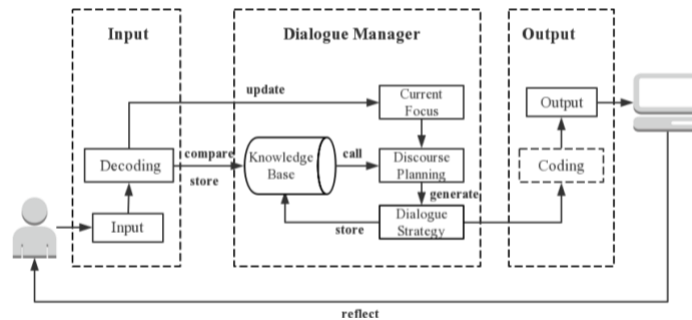 Input
Dialogue Manager
Output
update
Current
Focus
Output
Decoding
compare
store
Knowledge
Base
call
Discourse
Planning
Coding
generate
Input
store
Dialogue
Strategy
reflect